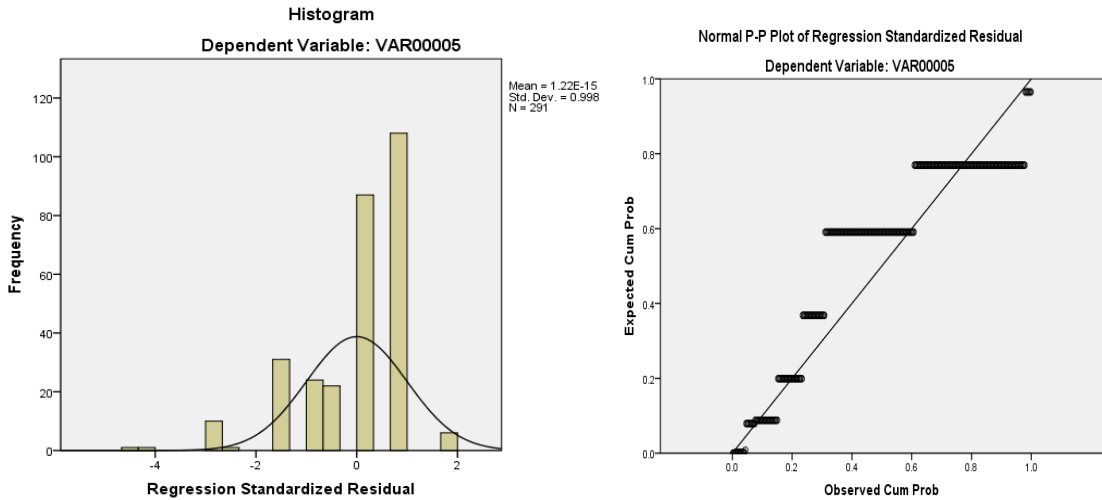 Histogram
Dependent Variable: VAR00005
Mean = 1.22E-15
Std. Dev. = 0.998
N = 291
120
100
80
60
40
20
0
Frequency
-4
-2
0
2
Regression Standardized Residual
Normal P-P Plot of Regression Standardized Residual
Dependent Variable: VAR00005
1.0
0.8
0.6
0.4
0.2
0.0
Expected Cum Prob
0.0
0.2
0.4
0.6
0.8
1.0
Observed Cum Prob